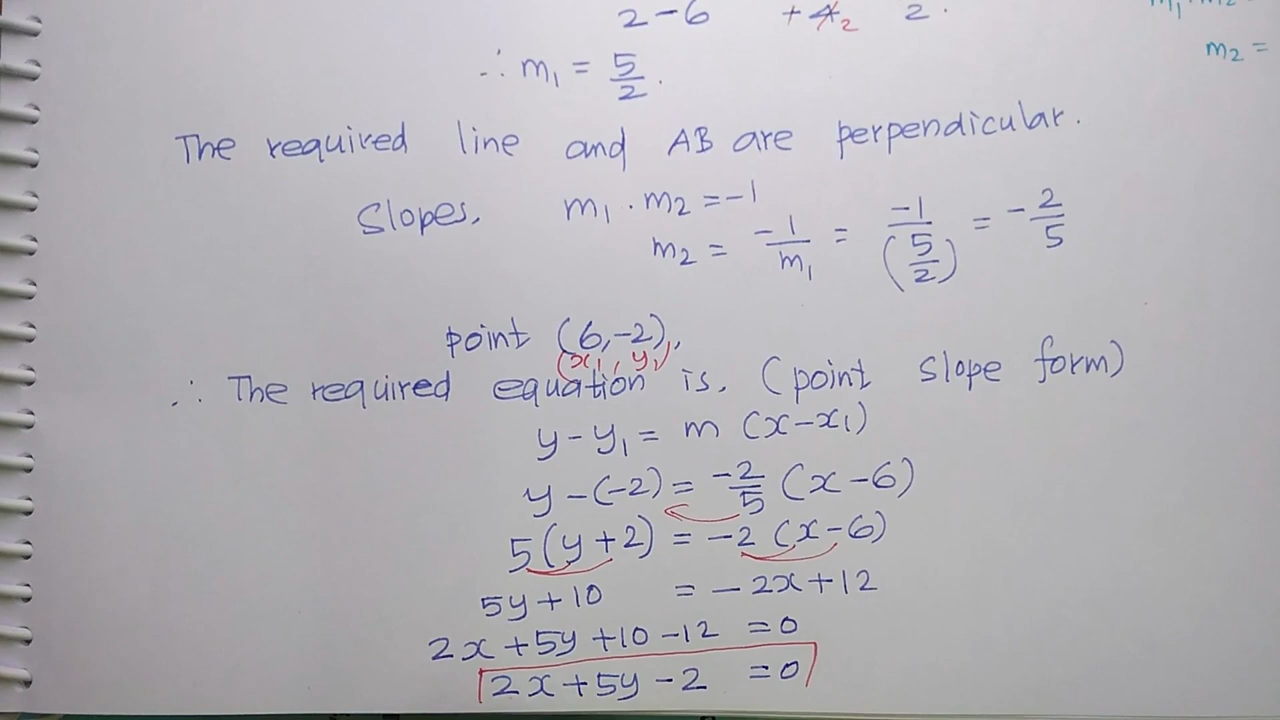 2-6 +4 2 2.
∴ m₁ = 5/2.
The required line and AB are perpendicular.
Slopes, m₁ . m₂ = -1
m₂ = -1/m₁ = -1/(5/2) = -2/5
m₂ =
point (6,-2),
(x₁, y₁)
∴ The required equation is, (point slope form)
y-y₁ = m (x-x₁)
y-(-2) = -2/5 (x-6)
5(y+2) = -2 (x-6)
5y+10 = -2x+12
2x+5y+10-12 =0
2x+5y-2 =0